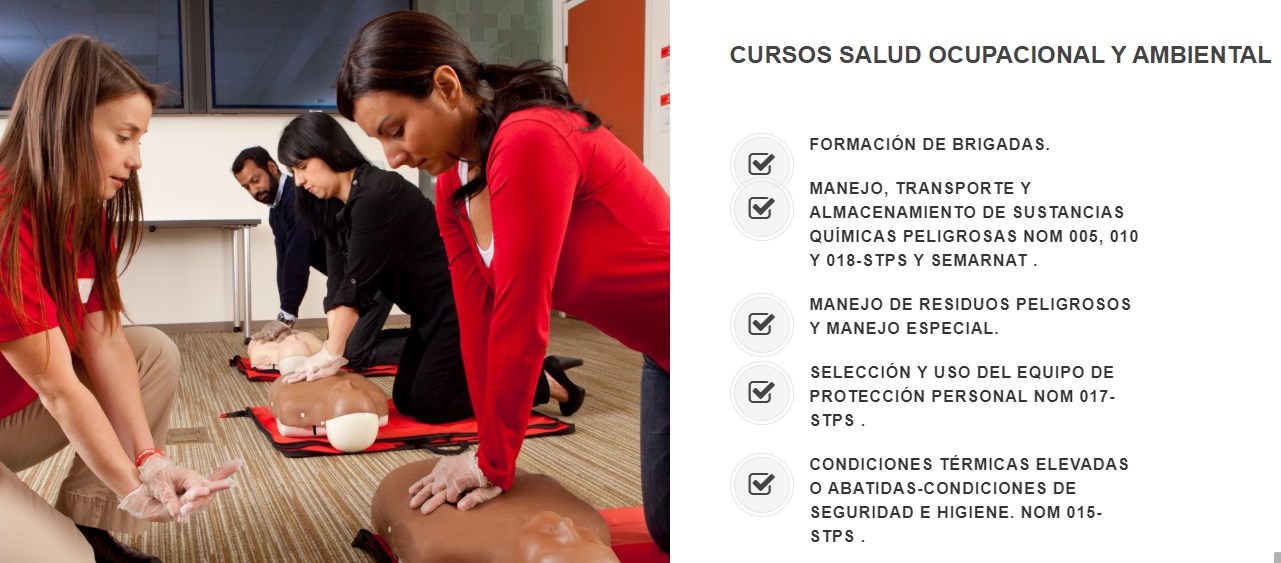 CURSOS SALUD OCUPACIONAL Y AMBIENTAL
FORMACIÓN DE BRIGADAS.
MANEJO, TRANSPORTE Y
ALMACENAMIENTO DE SUSTANCIAS
QUÍMICAS PELIGROSAS NOM 005, 010
Y 018-STPS Y SEMARNAT .
MANEJO DE RESIDUOS PELIGROSOS
Y MANEJO ESPECIAL.
SELECCIÓN Y USO DEL EQUIPO DE
PROTECCIÓN PERSONAL NOM 017-
STPS .
CONDICIONES TÉRMICAS ELEVADAS
O ABATIDAS-CONDICIONES DE
SEGURIDAD E HIGIENE. NOM 015-
STPS .